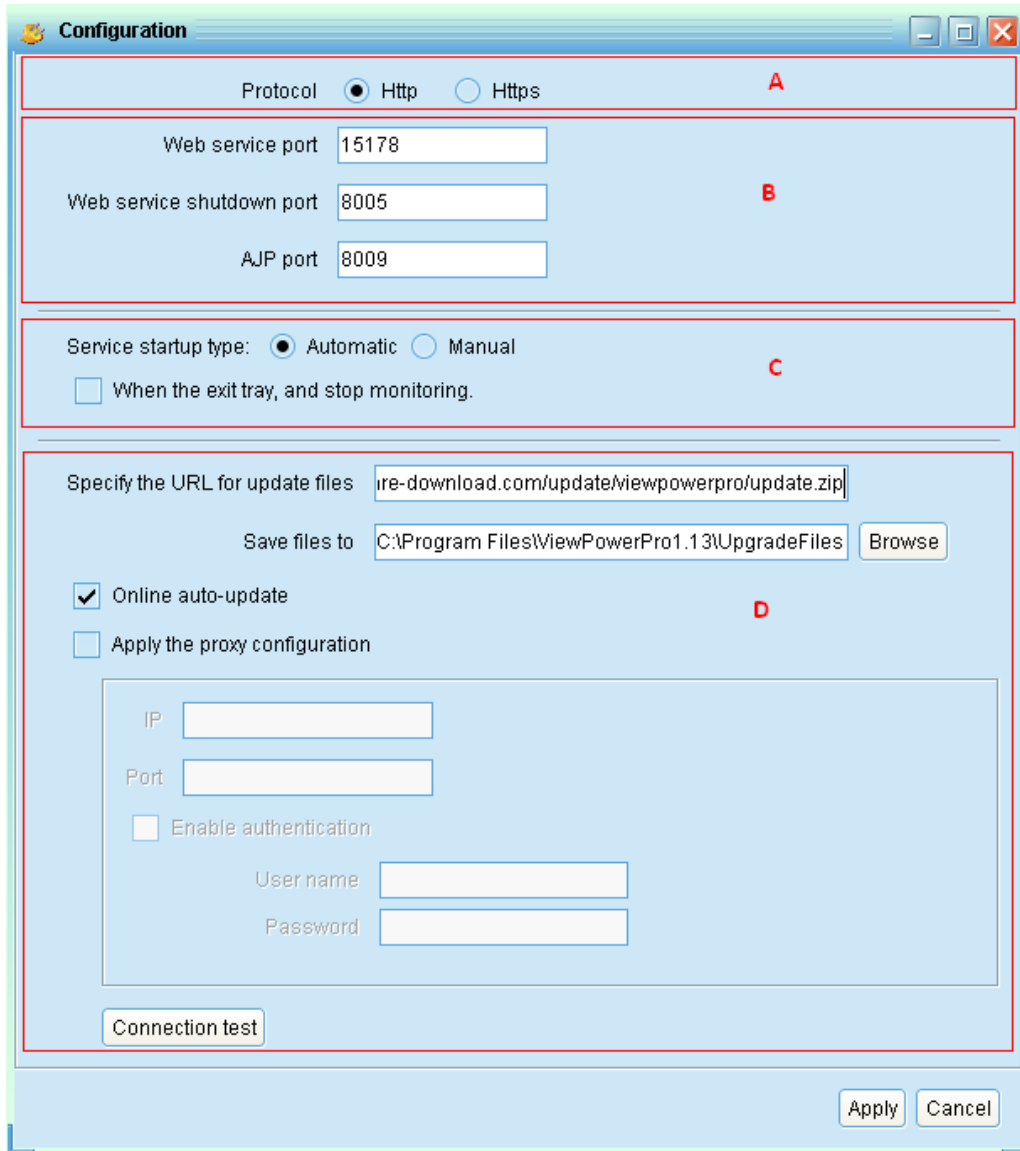 Configuration
Protocol Http Https A
Web service port 15178
Web service shutdown port 8005 B
AJP port 8009
Service startup type: Automatic Manual
When the exit tray, and stop monitoring. C
Specify the URL for update files re-download.com/update/viewpowerpro/update.zip
Save files to C:\Program Files\ViewPowerPro1.13\UpgradeFiles Browse
Online auto-update D
Apply the proxy configuration
IP
Port
Enable authentication
User name
Password
Connection test
Apply Cancel